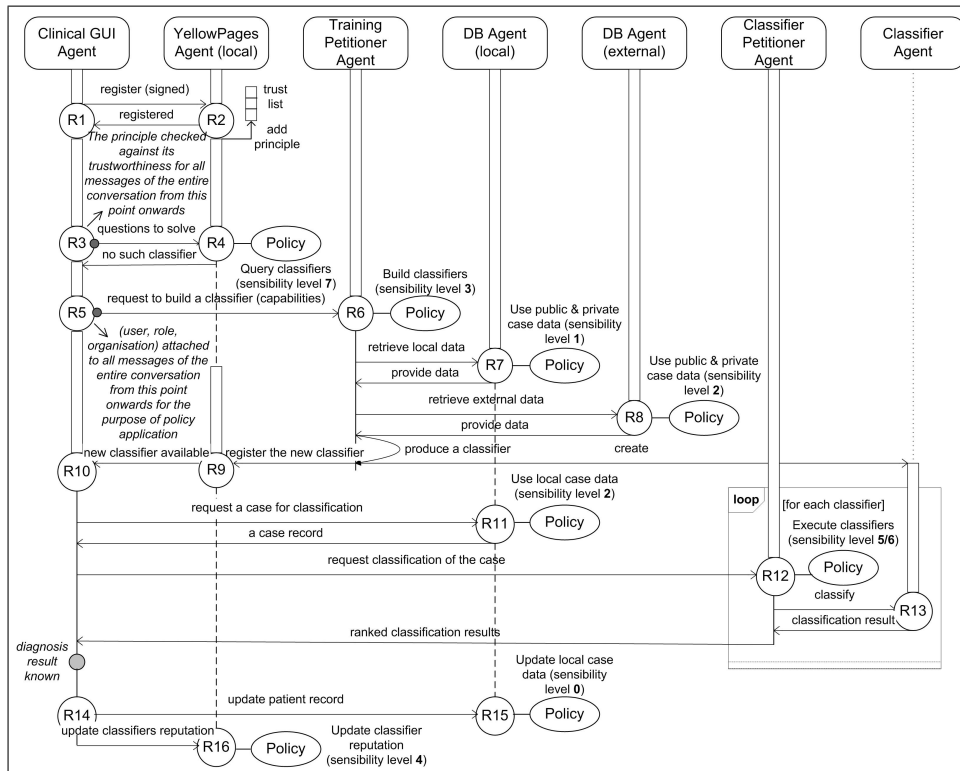 Clinical GUI
Agent
YellowPages
Agent (local)
Training
Petitioner
Agent
DB Agent
(local)
DB Agent
(external)
Classifier
Petitioner
Agent
Classifier
Agent
register (signed)
trust
list
R1
registered
R2
add
principle
The principle checked
against its
trustworthiness for all
messages of the entire
conversation from this
point onwards
questions to solve
R3
R4
Policy
no such classifier
Query classifiers
(sensibility level 7)
Build classifiers
(sensibility level 3)
request to build a classifier (capabilities)
R5
R6
Policy
Use public & private
case data (sensibility
level 1)
(user, role,
organisation) attached
to all messages of the
entire conversation
from this point
onwards for the
purpose of policy
application
retrieve local data
R7
Policy
provide data
Use public & private
case data (sensibility
level 2)
retrieve external data
R8
Policy
provide data
produce a classifier
create
new classifier available
register the new classifier
R10
R9
Use local case data
(sensibility level 2)
loop
[for each classifier]
request a case for classification
R11
Policy
a case record
Execute classifiers
(sensibility level 5/6)
request classification of the case
R12
Policy
classify
R13
classification result
ranked classification results
diagnosis
result
known
Update local case
data (sensibility
level 0)
update patient record
R14
R15
Policy
update classifiers reputation
R16
Policy
Update classifier
reputation
(sensibility level 4)